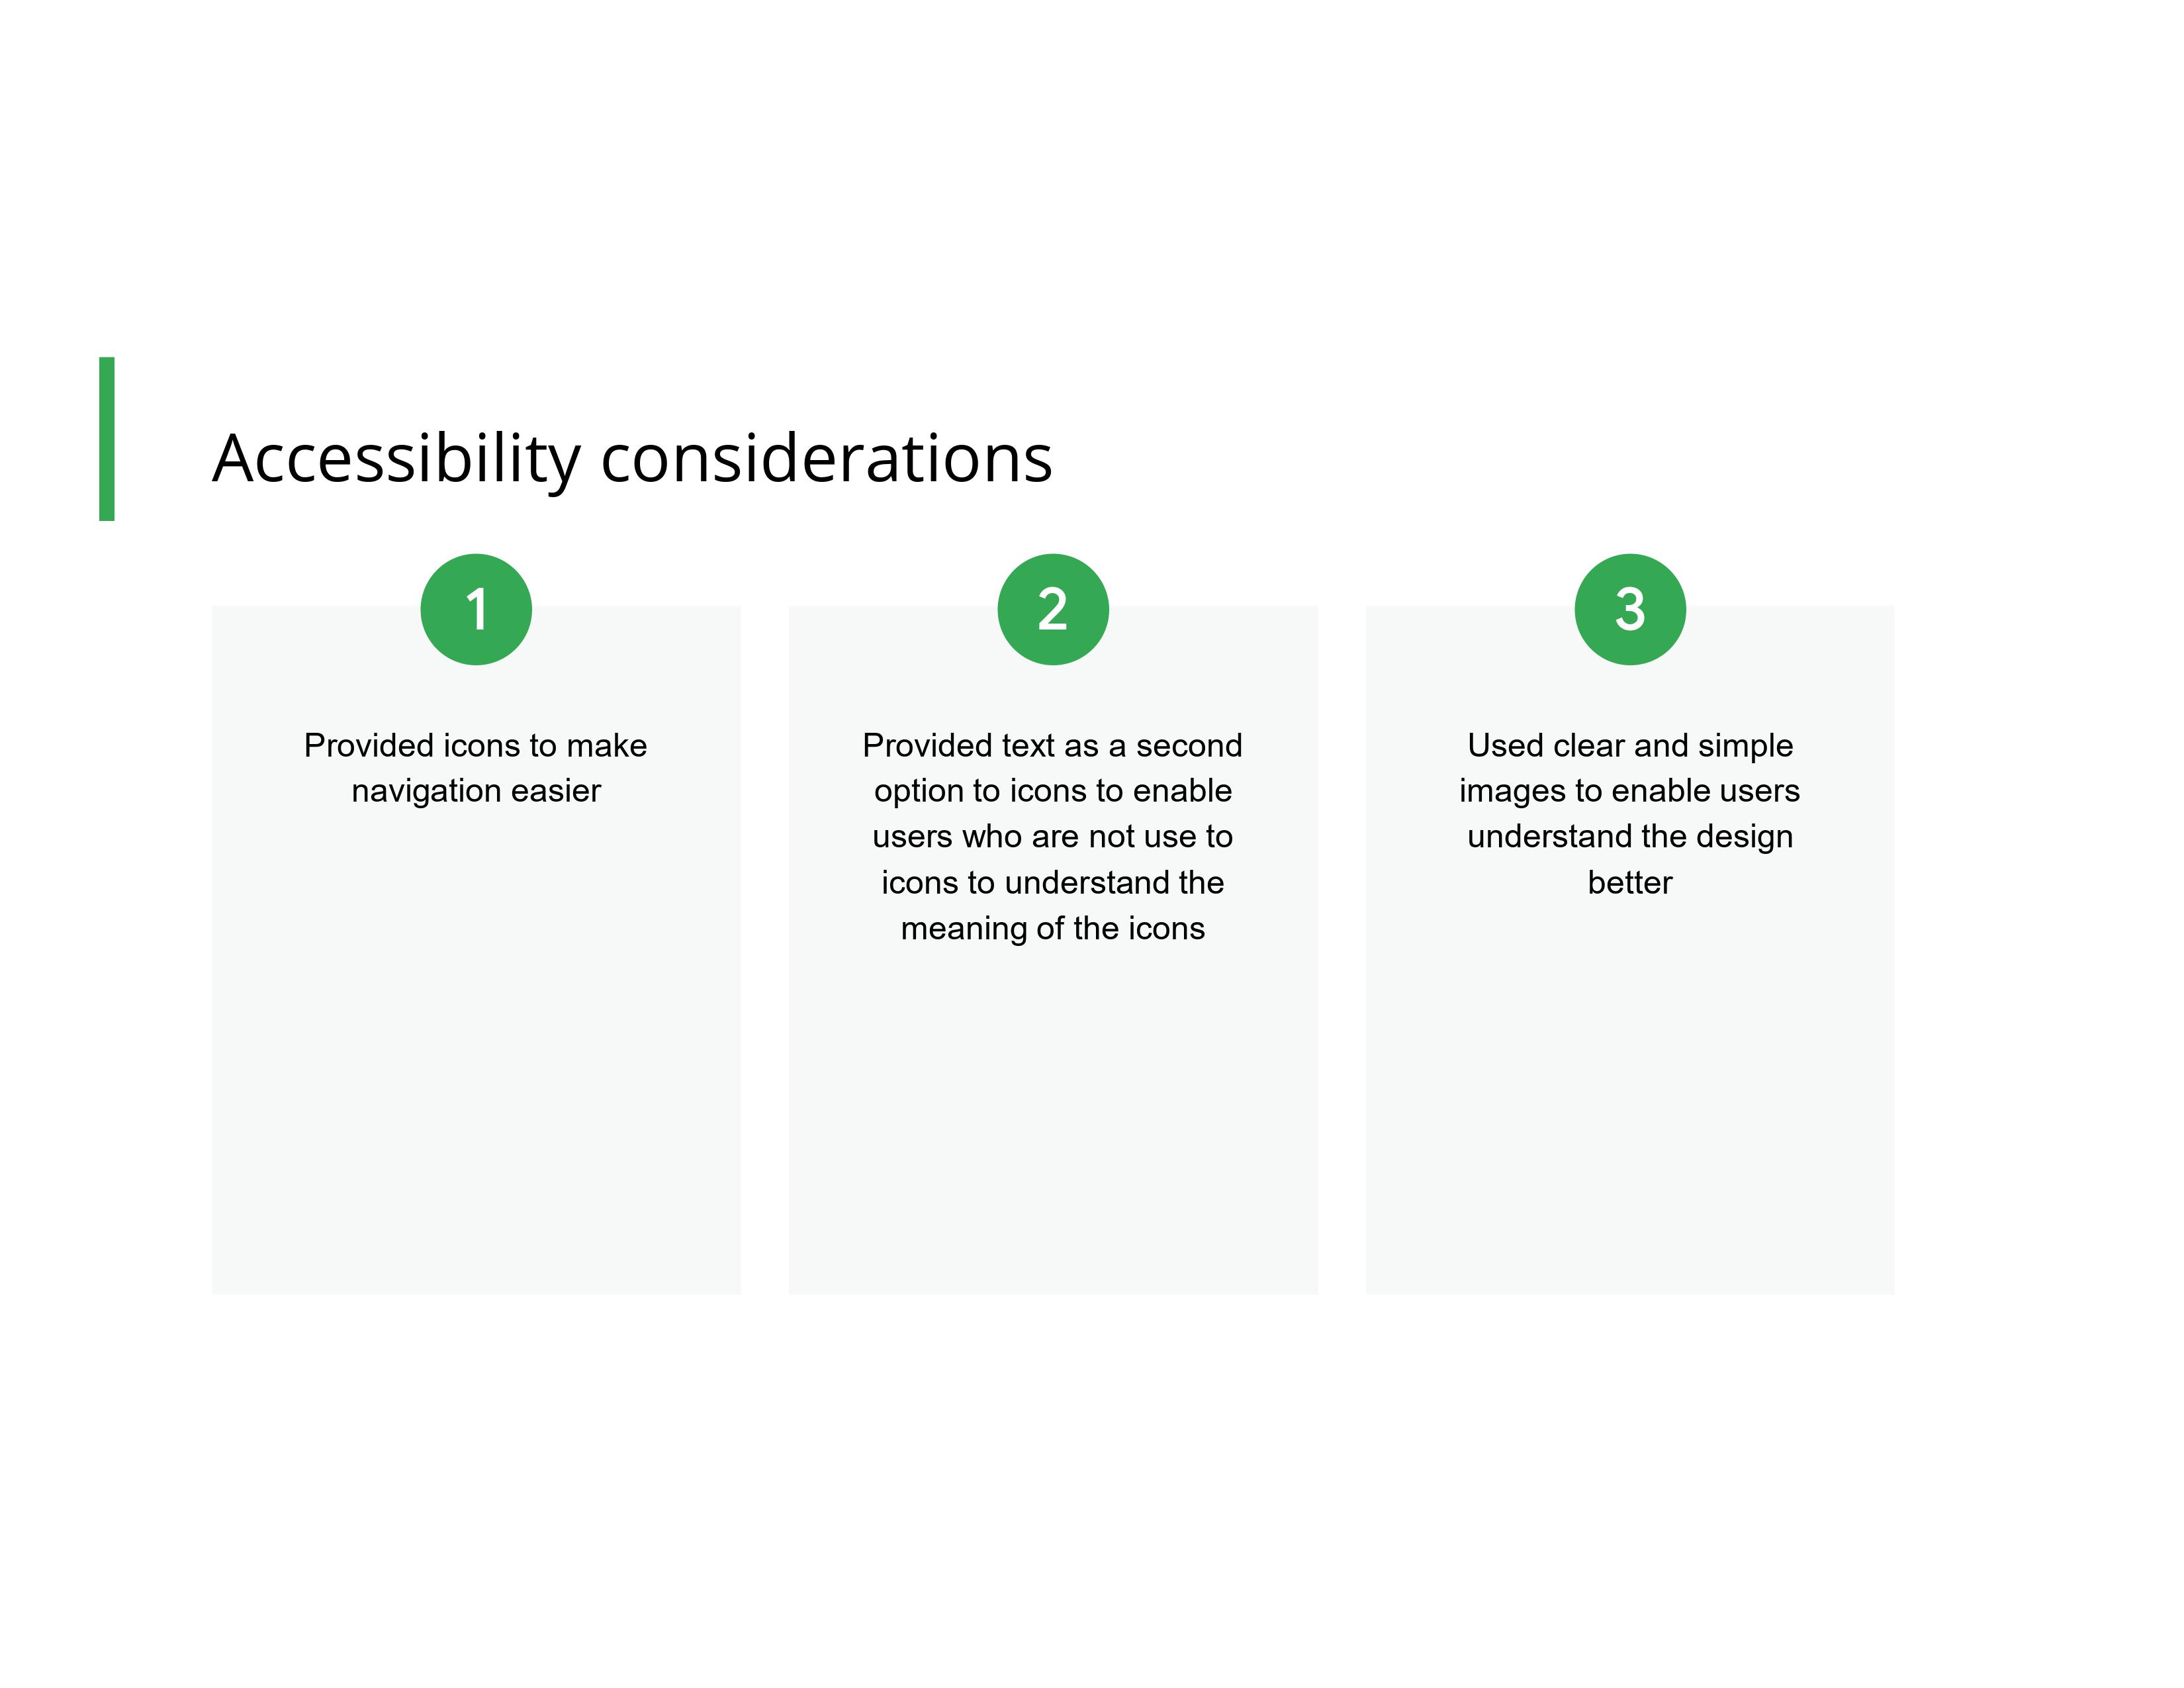 Accessibility considerations
1
Provided icons to make
navigation easier
2
Provided text as a second
option to icons to enable
users who are not use to
icons to understand the
meaning of the icons
3
Used clear and simple
images to enable users
understand the design
better